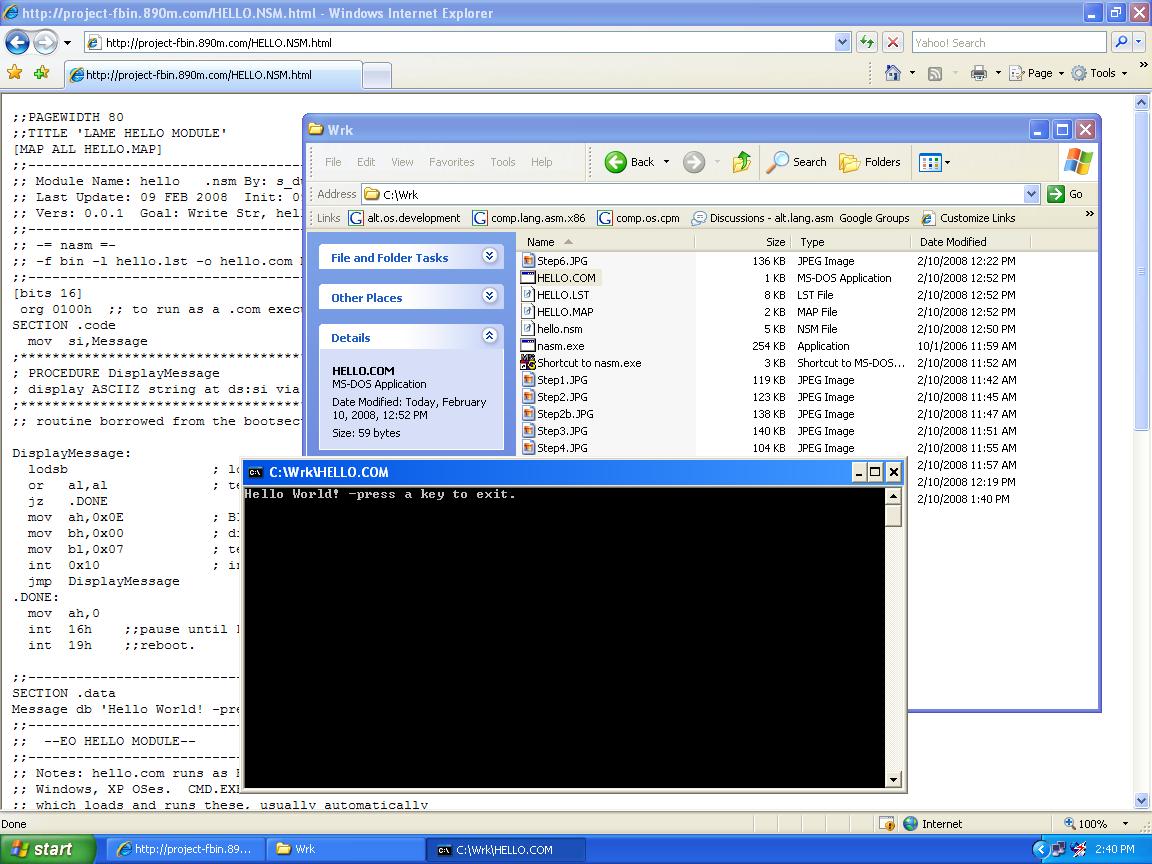 http://project-fbin.890m.com/HELLO.NSM.html - Windows Internet Explorer
http://project-fbin.890m.com/HELLO.NSM.html
Yahoo! Search
http://project-fbin.890m.com/HELLO.NSM.html
Page
Tools
;;PAGEWIDTH 80
;;TITLE 'LAME HELLO MODULE'
[MAP ALL HELLO.MAP]
;;-----------------------------------
;; Module Name: hello .nsm By: s_du
;; Last Update: 09 FEB 2008 Init: 0
;; Vers: 0.0.1 Goal: Write Str, hel
;;-----------------------------------
;; -= nasm =-
;; -f bin -l hello.lst -o hello.com
;;-----------------------------------
[bits 16]
org 0100h ;; to run as a .com execu
SECTION .code
mov si,Message
;***********************************
; PROCEDURE DisplayMessage
; display ASCIIZ string at ds:si via
;***********************************
;; routine borrowed from the bootsec
DisplayMessage:
lodsb ; lo
or al,al ; te
jz .DONE
mov ah,0x0E ; BI
mov bh,0x00 ; di
mov bl,0x07 ; te
int 0x10 ; in
jmp DisplayMessage
.DONE:
mov ah,0
int 16h ;;pause until
int 19h ;;reboot.
;;---------------------------
SECTION .data
Message db 'Hello World! -pre
;;---------------------------
;; --EO HELLO MODULE--
;;---------------------------
;; Notes: hello.com runs as
;; Windows, XP OSes. CMD.EX
;; which loads and runs these, usually automatically
Wrk
File Edit View Favorites Tools Help
Back
Search
Folders
Address
C:\Wrk
Go
Links
alt.os.development
comp.lang.asm.x86
comp.os.cpm
Discussions - alt.lang.asm Google Groups
Customize Links
File and Folder Tasks
Other Places
Details
HELLO.COM
MS-DOS Application
Date Modified: Today, February
10, 2008, 12:52 PM
Size: 59 bytes
Name Size Type Date Modified
Step6.JPG 136 KB JPEG Image 2/10/2008 12:22 PM
HELLO.COM 1 KB MS-DOS Application 2/10/2008 12:52 PM
HELLO.LST 8 KB LST File 2/10/2008 12:52 PM
HELLO.MAP 2 KB MAP File 2/10/2008 12:52 PM
hello.nsm 5 KB NSM File 2/10/2008 12:52 PM
nasm.exe 254 KB Application 10/1/2006 11:59 AM
Shortcut to nasm.exe 3 KB Shortcut to MS-DOS... 2/10/2008 11:52 AM
Step1.JPG 119 KB JPEG Image 2/10/2008 11:42 AM
Step2.JPG 123 KB JPEG Image 2/10/2008 11:45 AM
Step2b.JPG 138 KB JPEG Image 2/10/2008 11:47 AM
Step3.JPG 140 KB JPEG Image 2/10/2008 11:51 AM
Step4.JPG 104 KB JPEG Image 2/10/2008 11:55 AM
2/10/2008 11:57 AM
2/10/2008 12:19 PM
2/10/2008 1:40 PM
C:\Wrk\HELLO.COM
Hello World! -press a key to exit.
Done
Internet
100%
start
http://project-fbin.89...
Wrk
C:\Wrk\HELLO.COM
2:40 PM